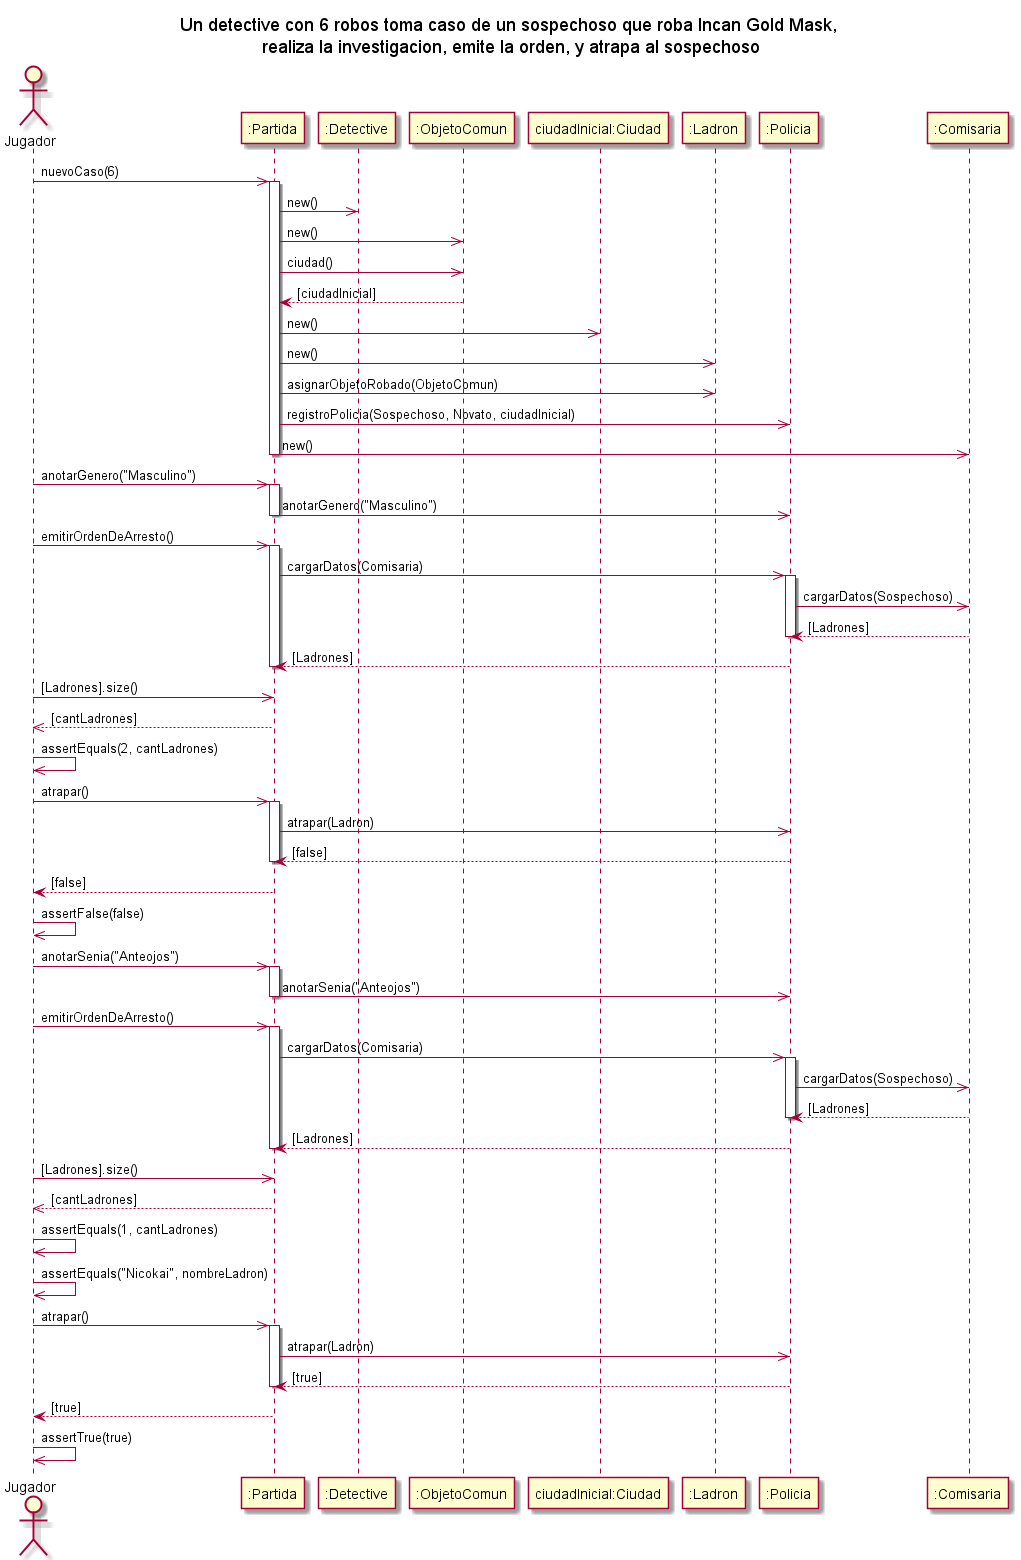 Un detective con 6 robos toma caso de un sospechoso que roba Incan Gold Mask,
realiza la investigacion, emite la orden, y atrapa al sospechoso
Jugador
:Partida
:Detective
:ObjetoComun
ciudadInicial:Ciudad
:Ladron
:Policia
:Comisaria
nuevoCaso(6)
new()
new()
ciudad()
[ciudadInicial]
new()
new()
asignarObjetoRobado(ObjetoComun)
registroPolicia(Sospechoso, Novato, ciudadInicial)
new()
anotarGenero("Masculino")
anotarGenero("Masculino")
emitirOrdenDeArresto()
cargarDatos(Comisaria)
cargarDatos(Sospechoso)
[Ladrones]
[Ladrones]
[Ladrones].size()
[cantLadrones]
assertEquals(2, cantLadrones)
atrapar()
atrapar(Ladron)
[false]
[false]
assertFalse(false)
anotarSenia("Anteojos")
anotarSenia("Anteojos")
emitirOrdenDeArresto()
cargarDatos(Comisaria)
cargarDatos(Sospechoso)
[Ladrones]
[Ladrones]
[Ladrones].size()
[cantLadrones]
assertEquals(1, cantLadrones)
assertEquals("Nicokai", nombreLadron)
atrapar()
atrapar(Ladron)
[true]
[true]
assertTrue(true)
Jugador
:Partida
:Detective
:ObjetoComun
ciudadInicial:Ciudad
:Ladron
:Policia
:Comisaria